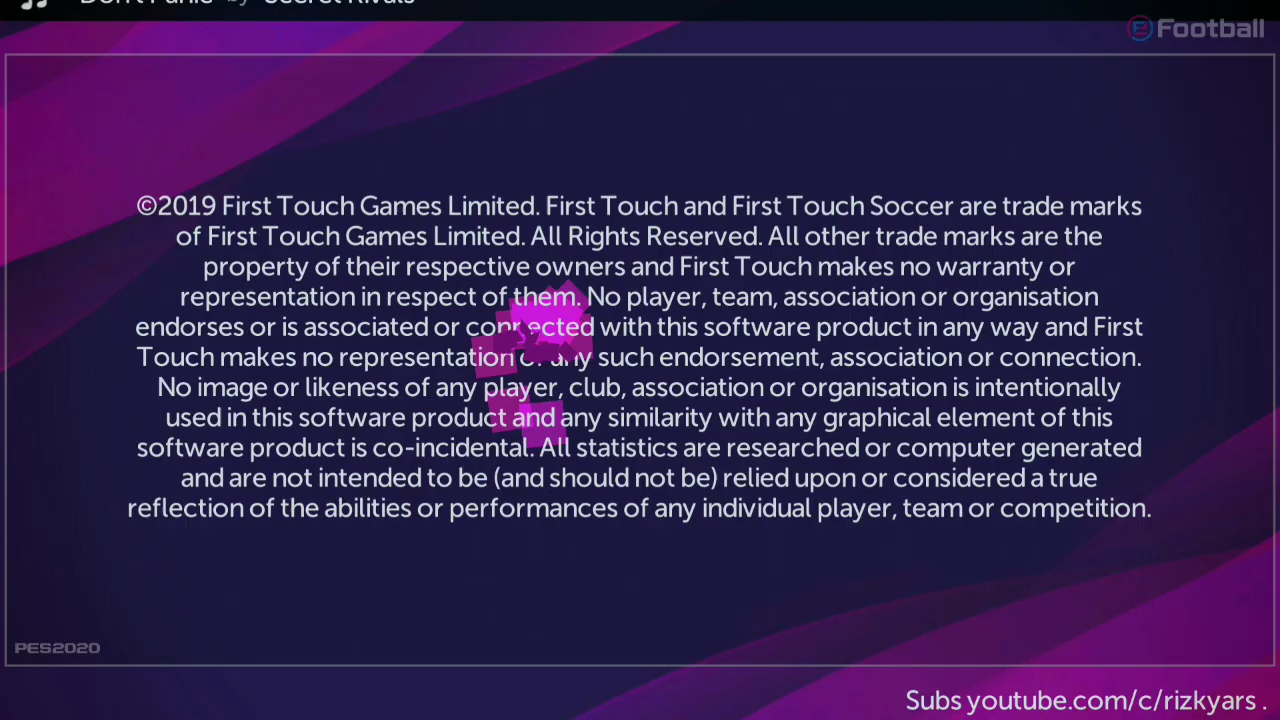 Don't Panic by Secret Rivals
Football
©2019 First Touch Games Limited. First Touch and First Touch Soccer are trade marks
of First Touch Games Limited. All Rights Reserved. All other trade marks are the
property of their respective owners and First Touch makes no warranty or
representation in respect of them. No player, team, association or organisation
endorses or is associated or connected with this software product in any way and First
Touch makes no representation or any such endorsement, association or connection.
No image or likeness of any player, club, association or organisation is intentionally
used in this software product and any similarity with any graphical element of this
software product is co-incidental. All statistics are researched or computer generated
and are not intended to be (and should not be) relied upon or considered a true
reflection of the abilities or performances of any individual player, team or competition.
PES2020
Subs youtube.com/c/rizkyars .